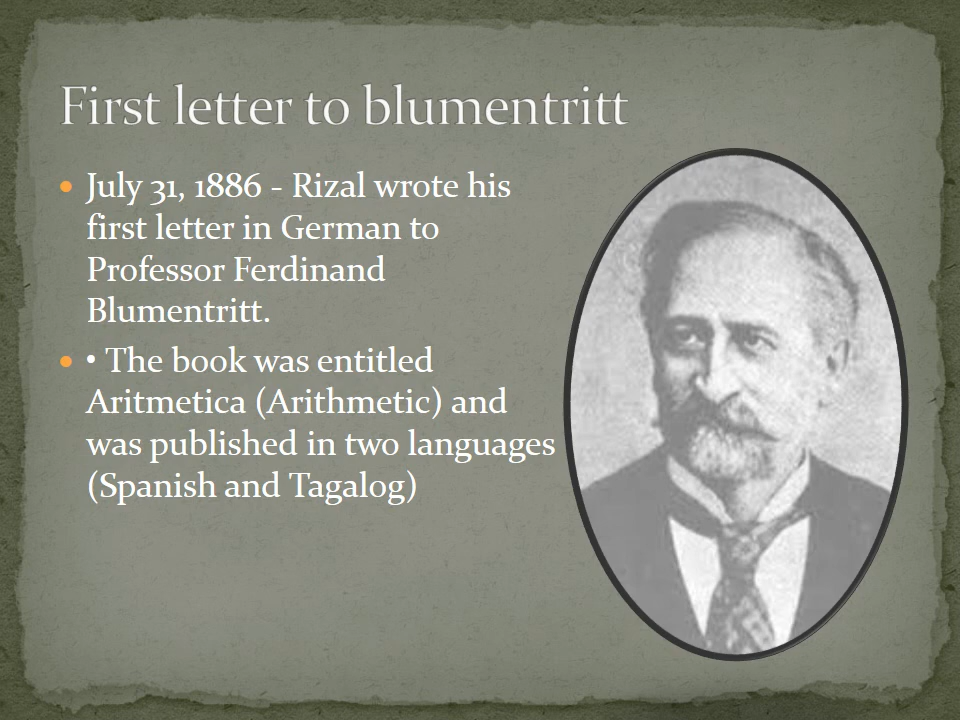 First letter to blumentritt
• July 31, 1886 - Rizal wrote his
first letter in German to
Professor Ferdinand
Blumentritt.
• • The book was entitled
Aritmetica (Arithmetic) and
was published in two languages
(Spanish and Tagalog)